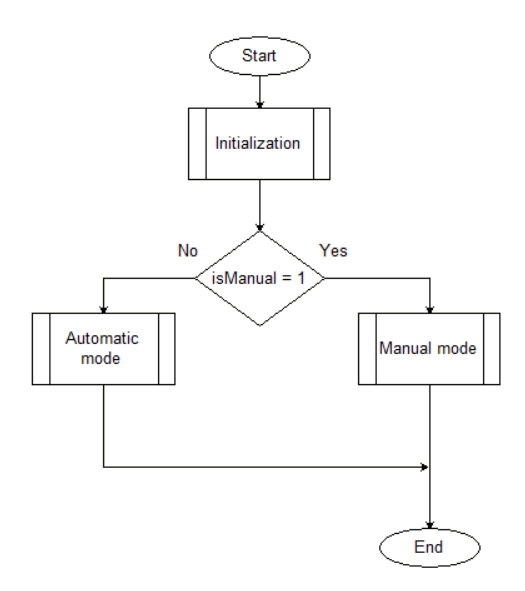 Start
Initialization
No
Yes
isManual = 1
Automatic
mode
Manual mode
End